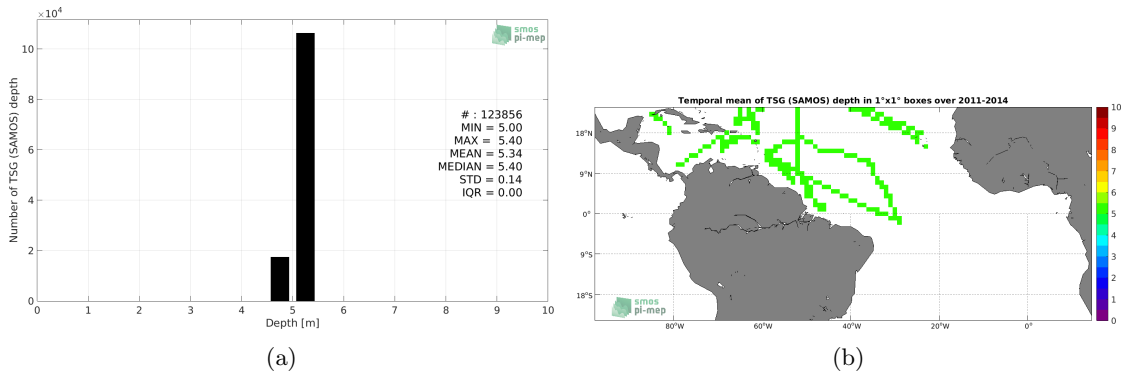 ×10⁴
10
8
6
4
2
0
Number of TSG (SAMOS) depth
smos
pi-mep
# : 123856
MIN = 5.00
MAX = 5.40
MEAN = 5.34
MEDIAN = 5.40
STD = 0.14
IQR = 0.00
0 1 2 3 4 5 6 7 8 9 10
Depth [m]
(a)
Temporal mean of TSG (SAMOS) depth in 1°x1° boxes over 2011-2014
18°N
9°N
0°
9°S
18°S
smos
pi-mep
80°W 60°W 40°W 20°W 0°
10
9
8
7
6
5
4
3
2
1
0
(b)